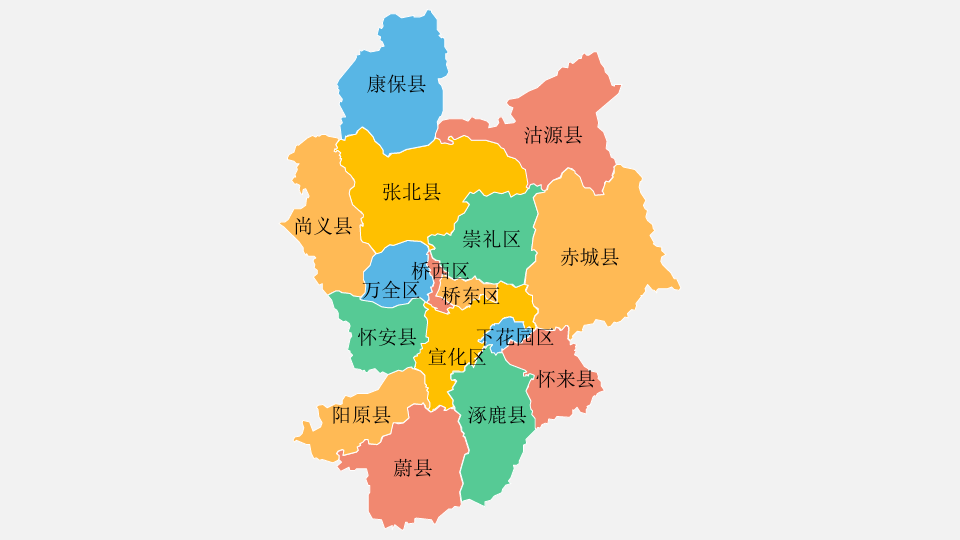 康保县
沽源县
张北县
尚义县
崇礼区
赤城县
桥西区
万全区
桥东区
怀安县
下花园区
宣化区
怀来县
阳原县
涿鹿县
蔚县